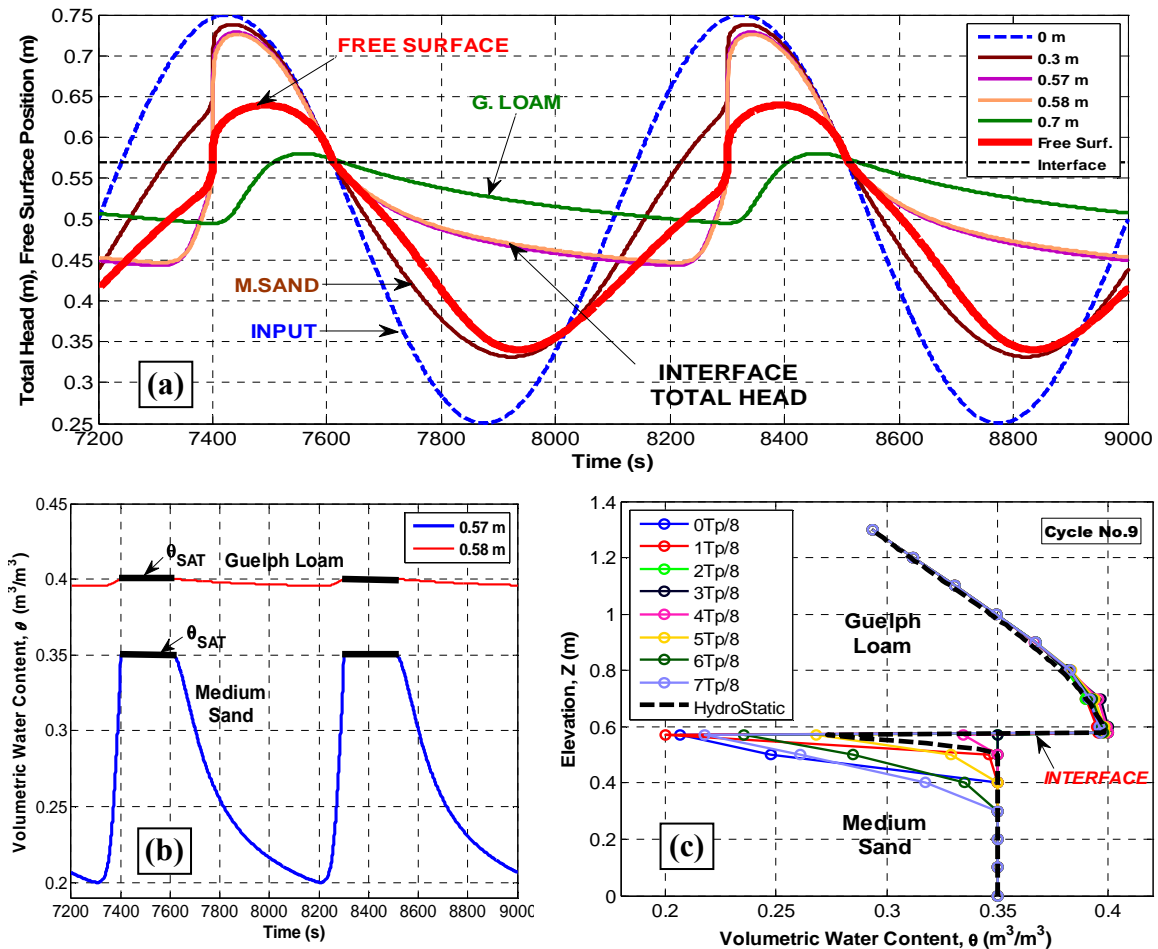 Total Head (m), Free Surface Position (m)
0.75
0.7
0.65
0.6
0.55
0.5
0.45
0.4
0.35
0.3
0.25
FREE SURFACE
G. LOAM
M.SAND
INPUT
INTERFACE
TOTAL HEAD
(a)
0 m
0.3 m
0.57 m
0.58 m
0.7 m
Free Surf.
Interface
7200 7400 7600 7800 8000 8200 8400 8600 8800 9000
Time (s)
Volumetric Water Content, θ (m³/m³)
0.45
0.4
0.35
0.3
0.25
0.2
0.57 m
0.58 m
θSAT
Guelph Loam
θSAT
Medium
Sand
(b)
7200 7400 7600 7800 8000 8200 8400 8600 8800 9000
Time (s)
Elevation, Z (m)
1.4
1.2
1
0.8
0.6
0.4
0.2
0
0Tp/8
1Tp/8
2Tp/8
3Tp/8
4Tp/8
5Tp/8
6Tp/8
7Tp/8
HydroStatic
Cycle No.9
Guelph
Loam
INTERFACE
Medium
Sand
(c)
0.2 0.25 0.3 0.35 0.4
Volumetric Water Content, θ (m³/m³)